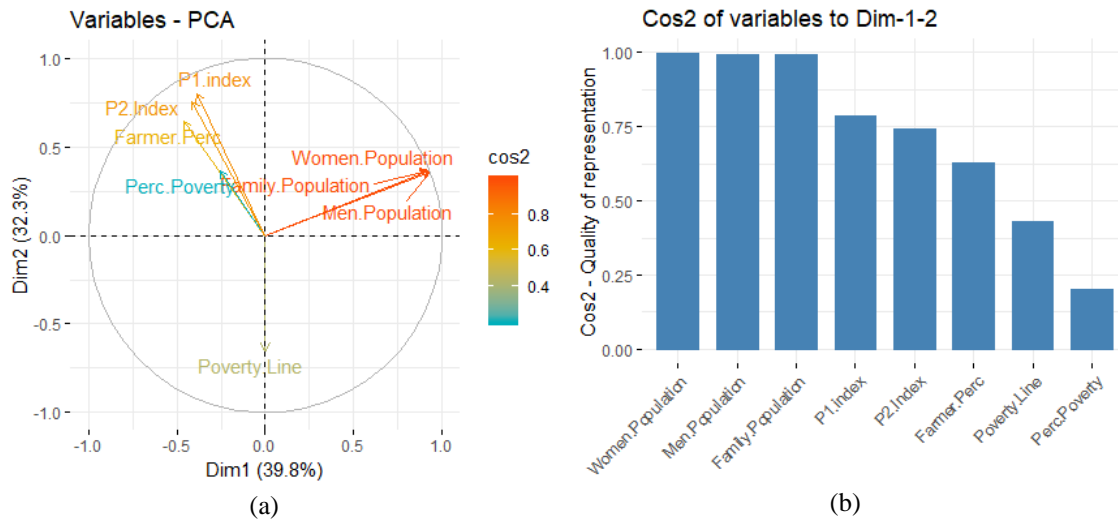 Variables - PCA
1.0
0.5
0.0
-0.5
-1.0
Dim2 (32.3%)
P1.index
P2.Index
Farmer.Perc
Perc.Poverty
Women.Population
Family.Population
Men.Population
Poverty.Line
-1.0 -0.5 0.0 0.5 1.0
Dim1 (39.8%)
cos2
0.8
0.6
0.4
(a)
Cos2 of variables to Dim-1-2
Cos2 - Quality of representation
1.00
0.75
0.50
0.25
0.00
Women.Population
Men.Population
Family.Population
P1.index
P2.Index
Farmer.Perc
Poverty.Line
Perc.Poverty
(b)